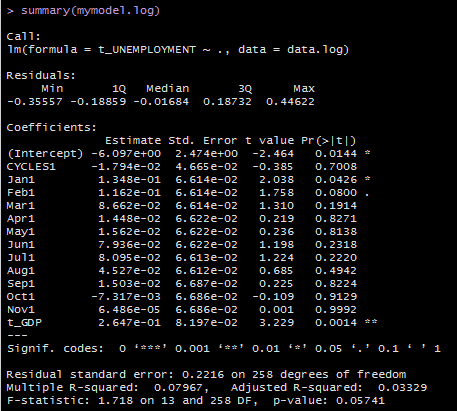 > summary(mymodel.log)
Call:
lm(formula = t_UNEMPLOYMENT ~ ., data = data.log)
Residuals:
Min 1Q Median 3Q Max
-0.35557 -0.18859 -0.01684 0.18732 0.44622
Coefficients:
Estimate Std. Error t value Pr(>|t|)
(Intercept) -6.097e+00 2.474e+00 -2.464 0.0144 *
CYCLES1 -1.794e-02 4.665e-02 -0.385 0.7008
Jan1 1.348e-01 6.614e-02 2.038 0.0426 *
Feb1 1.162e-01 6.614e-02 1.758 0.0800 .
Mar1 8.662e-02 6.614e-02 1.310 0.1914
Apr1 1.448e-02 6.622e-02 0.219 0.8271
May1 1.562e-02 6.622e-02 0.236 0.8138
Jun1 7.936e-02 6.622e-02 1.198 0.2318
Jul1 8.095e-02 6.613e-02 1.224 0.2220
Aug1 4.527e-02 6.612e-02 0.685 0.4942
Sep1 1.503e-02 6.687e-02 0.225 0.8224
Oct1 -7.317e-03 6.686e-02 -0.109 0.9129
Nov1 6.486e-05 6.686e-02 0.001 0.9992
t_GDP 2.647e-01 8.197e-02 3.229 0.0014 **
---
Signif. codes: 0 ‘***’ 0.001 ‘**’ 0.01 ‘*’ 0.05 ‘.’ 0.1 ‘ ’ 1
Residual standard error: 0.2216 on 258 degrees of freedom
Multiple R-squared: 0.07967, Adjusted R-squared: 0.03329
F-statistic: 1.718 on 13 and 258 DF, p-value: 0.05741